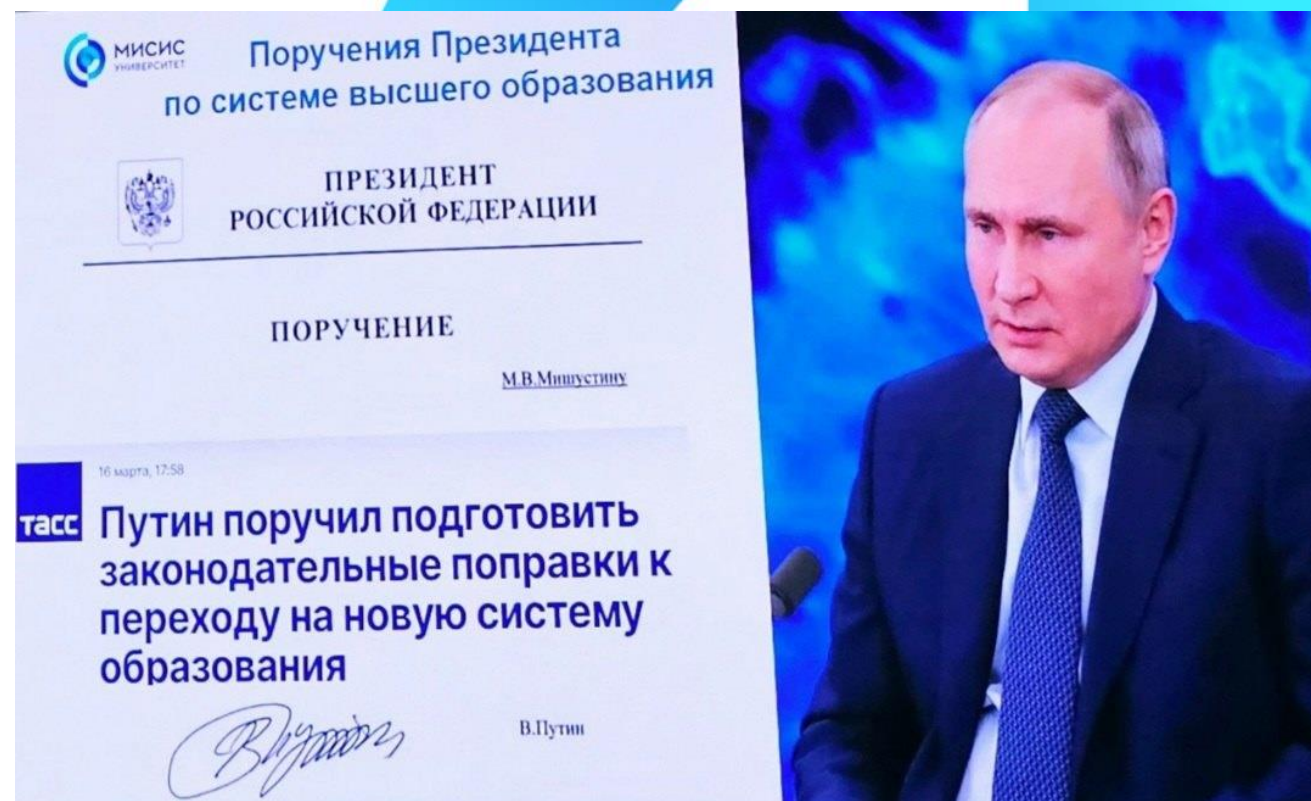 МИСИС
УНИВЕРСИТЕТ
Поручения Президента
по системе высшего образования
ПРЕЗИДЕНТ
РОССИЙСКОЙ ФЕДЕРАЦИИ
ПОРУЧЕНИЕ
М.В.Мишустину
16 марта, 17:58
тасс
Путин поручил подготовить
законодательные поправки к
переходу на новую систему
образования
В.Путин